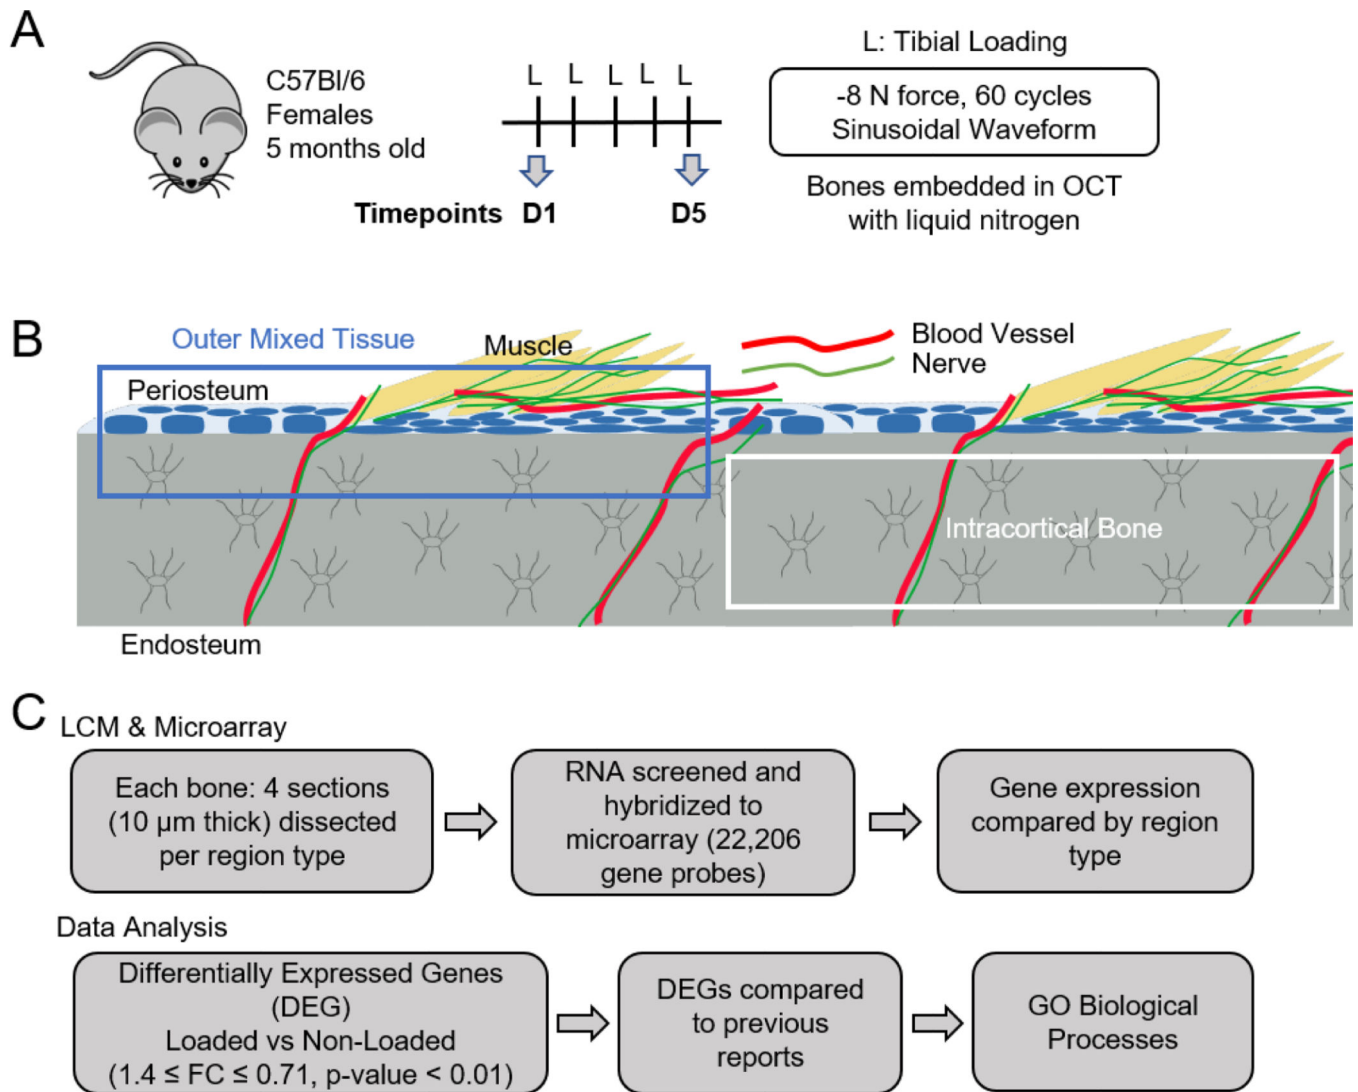 A
C57Bl/6
Females
5 months old
L L L L L
Timepoints D1 D5
L: Tibial Loading
-8 N force, 60 cycles
Sinusoidal Waveform
Bones embedded in OCT
with liquid nitrogen
B
Outer Mixed Tissue
Muscle
Periosteum
Blood Vessel
Nerve
Intracortical Bone
Endosteum
C
LCM & Microarray
Each bone: 4 sections
(10 µm thick) dissected
per region type
RNA screened and
hybridized to
microarray (22,206
gene probes)
Gene expression
compared by region
type
Data Analysis
Differentially Expressed Genes
(DEG)
Loaded vs Non-Loaded
(1.4 ≤ FC ≤ 0.71, p-value < 0.01)
DEGs compared
to previous
reports
GO Biological
Processes